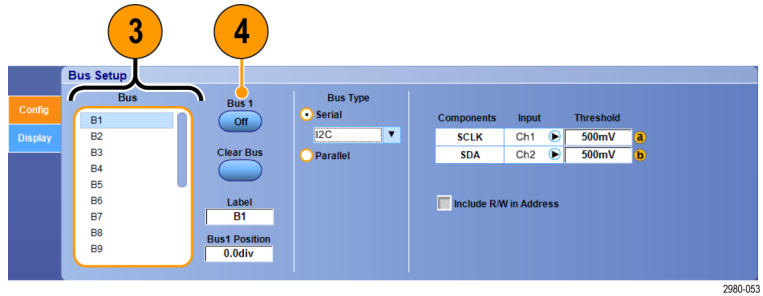 3
4
Bus Setup
Config
Display
Bus
B1
B2
B3
B4
B5
B6
B7
B8
B9
Bus 1
Off
Clear Bus
Label
B1
Bus1 Position
0.0div
Bus Type
Serial
I2C
Parallel
Components Input Threshold
SCLK Ch1 500mV a
SDA Ch2 500mV b
Include R/W in Address
2980-053